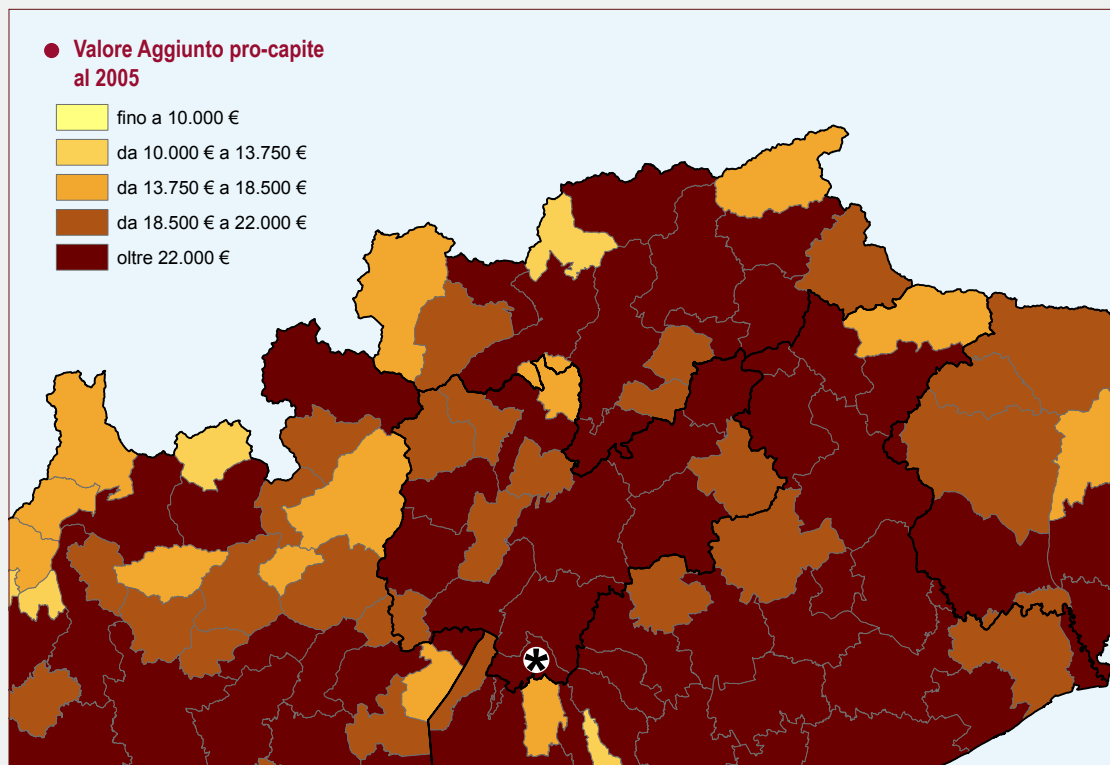 Valore Aggiunto pro-capite
al 2005
fino a 10.000 €
da 10.000 € a 13.750 €
da 13.750 € a 18.500 €
da 18.500 € a 22.000 €
oltre 22.000 €